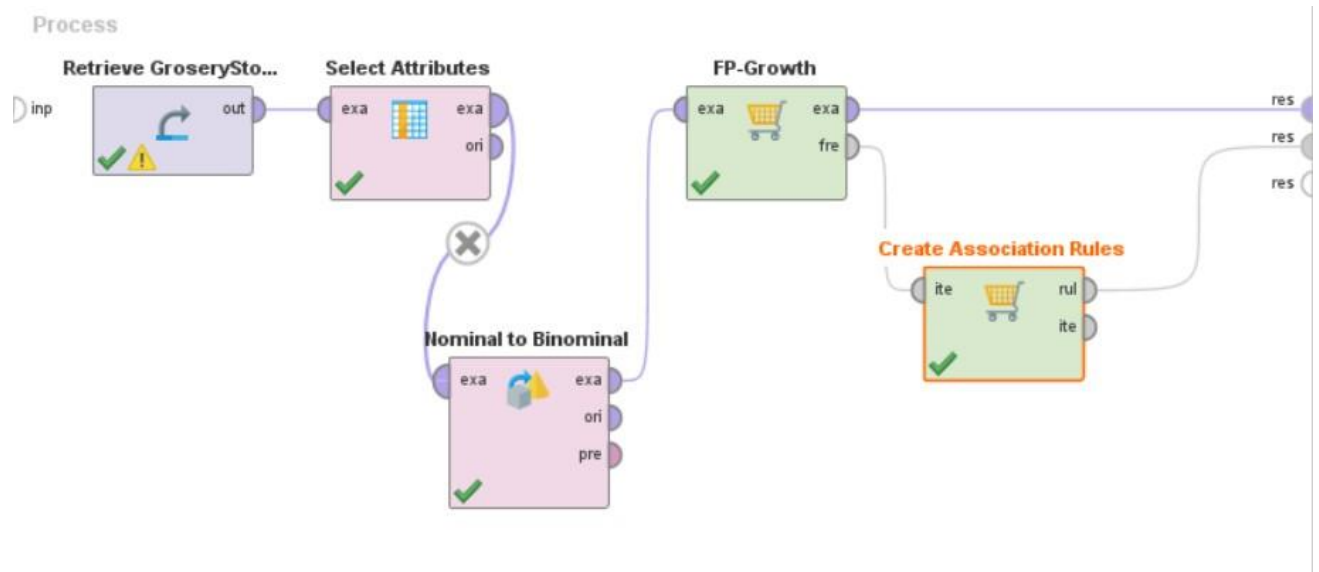 Process
Retrieve GroserySto...
Select Attributes
FP-Growth
inp
out
exa
exa
ori
exa
exa
fre
res
res
res
Create Association Rules
ite
rul
ite
Nominal to Binominal
exa
exa
ori
pre